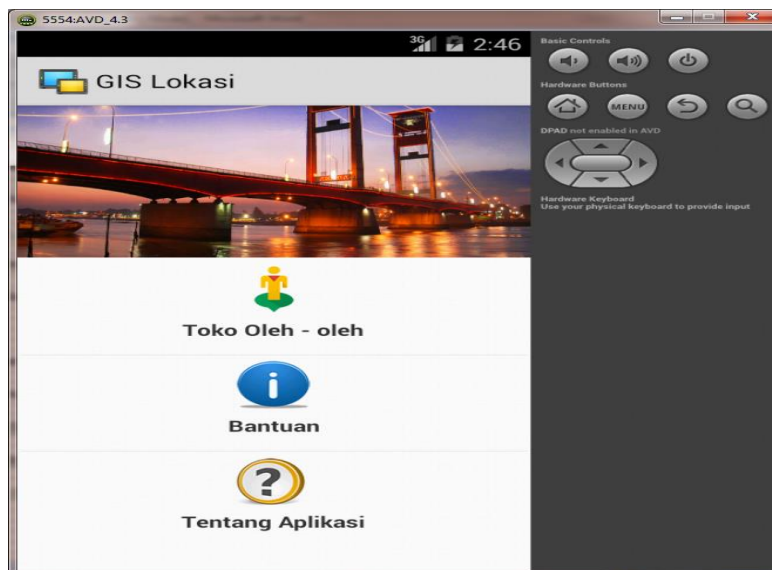 5554:AVD_4.3
3G 2:46
GIS Lokasi
Toko Oleh - oleh
i
Bantuan
?
Tentang Aplikasi
Basic Controls
Hardware Buttons
MENU
DPAD not enabled in AVD
Hardware Keyboard
Use your physical keyboard to provide input